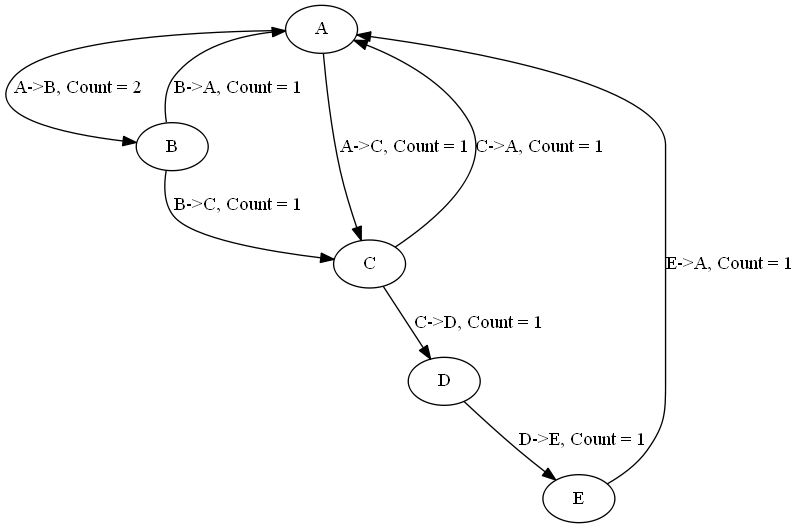 A
A->B, Count = 2
B->A, Count = 1
B
A->C, Count = 1
C->A, Count = 1
B->C, Count = 1
C
E->A, Count = 1
C->D, Count = 1
D
D->E, Count = 1
E